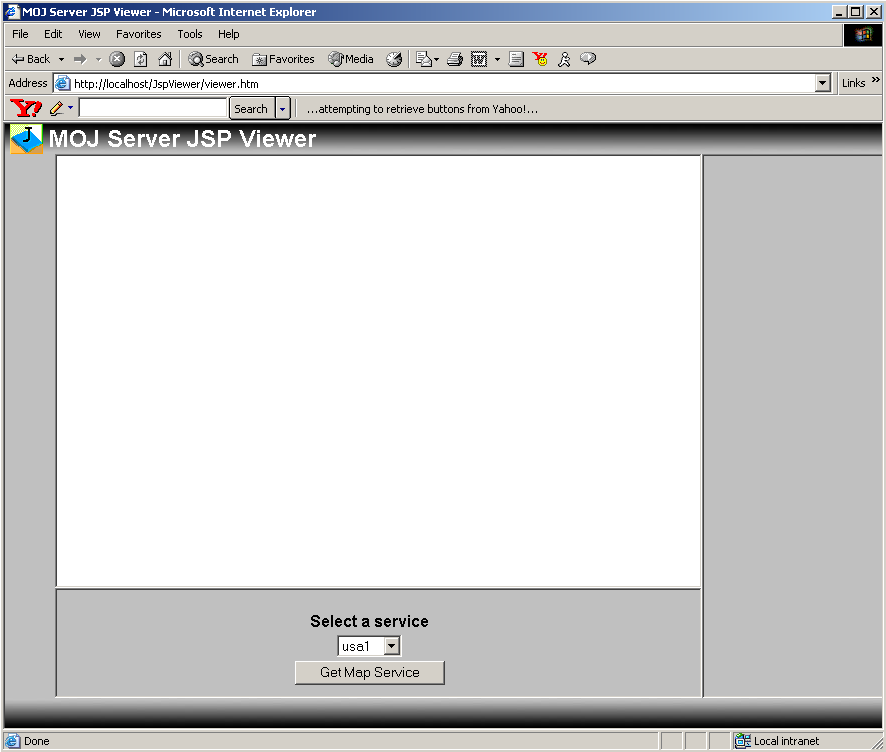 MOJ Server JSP Viewer - Microsoft Internet Explorer
File Edit View Favorites Tools Help
Back Search Favorites Media W
Address http://localhost/JspViewer/viewer.htm Links »
Y! Search ...attempting to retrieve buttons from Yahoo!...
J MOJ Server JSP Viewer
Select a service
usa1
Get Map Service
Done Local intranet